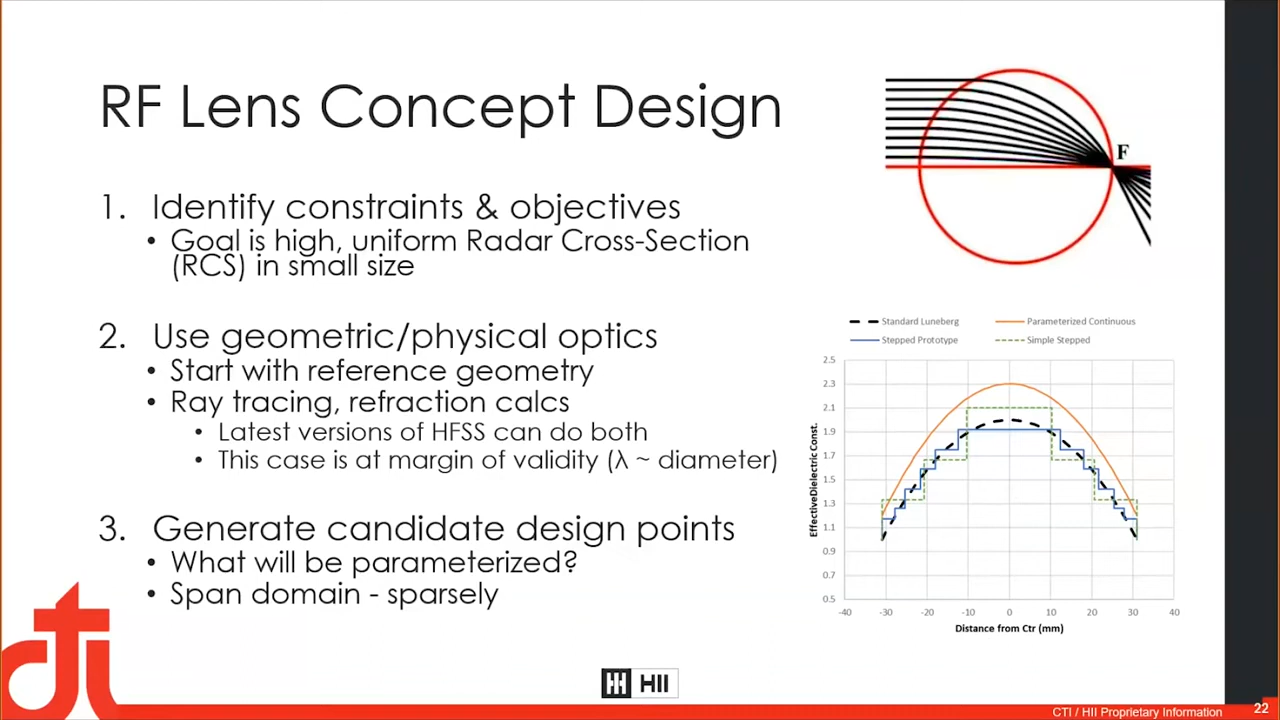 RF Lens Concept Design
F
1. Identify constraints & objectives
• Goal is high, uniform Radar Cross-Section
(RCS) in small size
2. Use geometric/physical optics
• Start with reference geometry
• Ray tracing, refraction calcs
• Latest versions of HFSS can do both
• This case is at margin of validity (λ ~ diameter)
3. Generate candidate design points
• What will be parameterized?
• Span domain - sparsely
Standard Luneberg
Parameterized Continuous
Stepped Prototype
Simple Stepped
2.5
2.3
2.1
1.9
1.7
1.5
1.3
1.1
0.9
0.7
0.5
EffectiveDielectric Const.
-40 -30 -20 -10 0 10 20 30 40
Distance from Ctr (mm)
cti
HII
CTI / HII Proprietary Information
22